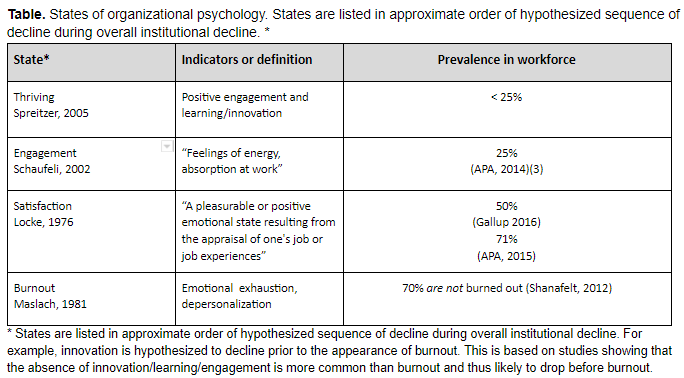 Table. States of organizational psychology. States are listed in approximate order of hypothesized sequence of
decline during overall institutional decline. *
State*
Indicators or definition
Prevalence in workforce
Thriving
Spreitzer, 2005
Positive engagement and
learning/innovation
< 25%
Engagement
Schaufeli, 2002
“Feelings of energy,
absorption at work”
25%
(APA, 2014)(3)
Satisfaction
Locke, 1976
“A pleasurable or positive
emotional state resulting from
the appraisal of one's job or
job experiences”
50%
(Gallup 2016)
71%
(APA, 2015)
Burnout
Maslach, 1981
Emotional exhaustion,
depersonalization
70% are not burned out (Shanafelt, 2012)
* States are listed in approximate order of hypothesized sequence of decline during overall institutional decline. For
example, innovation is hypothesized to decline prior to the appearance of burnout. This is based on studies showing that
the absence of innovation/learning/engagement is more common than burnout and thus likely to drop before burnout.